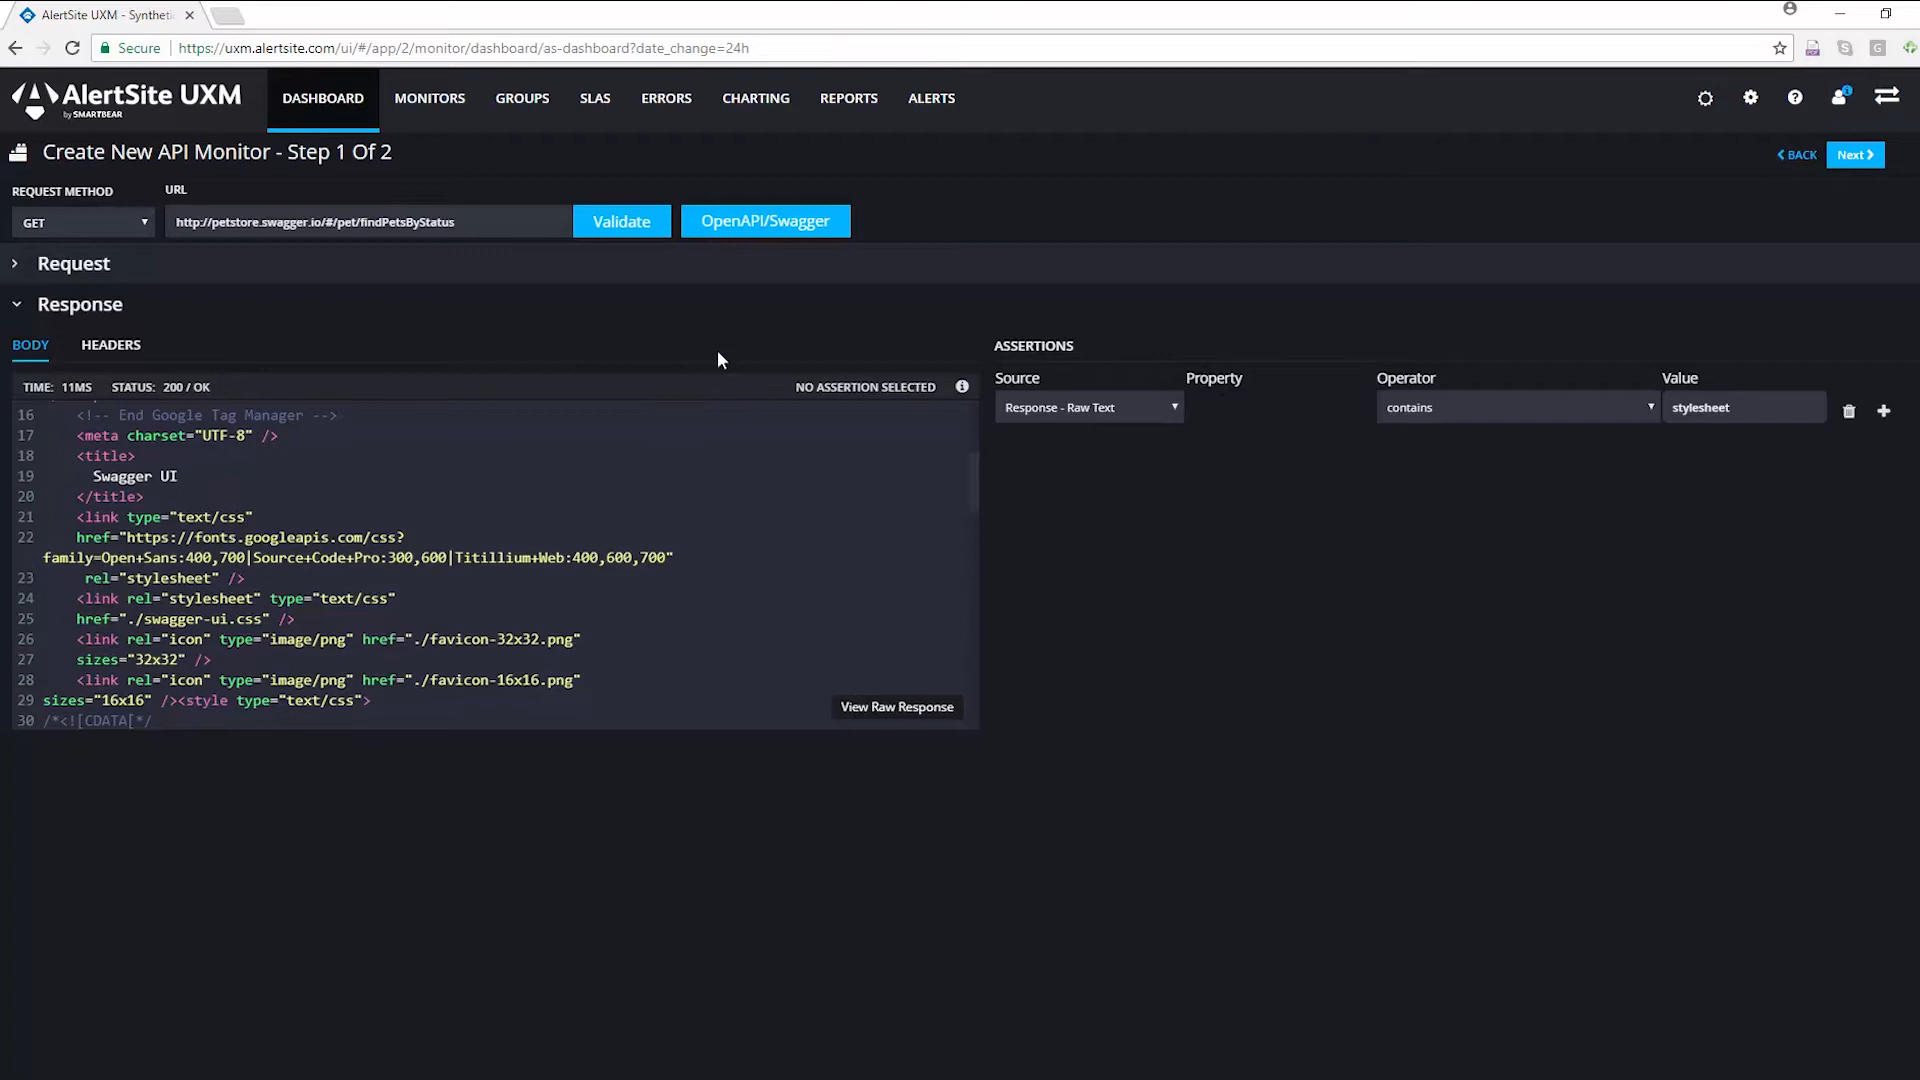 AlertSite UXM - Syntheti
Secure
https://uxm.alertsite.com/ui/#/app/2/monitor/dashboard/as-dashboard?date_change=24h
AlertSite UXM
by SMARTBEAR
DASHBOARD
MONITORS
GROUPS
SLAS
ERRORS
CHARTING
REPORTS
ALERTS
Create New API Monitor - Step 1 Of 2
BACK
Next
REQUEST METHOD
URL
GET
http://petstore.swagger.io/#/pet/findPetsByStatus
Validate
OpenAPI/Swagger
Request
Response
BODY
HEADERS
TIME: 11MS STATUS: 200 / OK
NO ASSERTION SELECTED
16 <!-- End Google Tag Manager -->
17 <meta charset="UTF-8" />
18 <title>
19 Swagger UI
20 </title>
21 <link type="text/css"
22 href="https://fonts.googleapis.com/css?
family=Open+Sans:400,700|Source+Code+Pro:300,600|Titillium+Web:400,600,700"
23 rel="stylesheet" />
24 <link rel="stylesheet" type="text/css"
25 href="./swagger-ui.css" />
26 <link rel="icon" type="image/png" href="./favicon-32x32.png"
27 sizes="32x32" />
28 <link rel="icon" type="image/png" href="./favicon-16x16.png"
29 sizes="16x16" /><style type="text/css">
30 /*<![CDATA[*/
View Raw Response
ASSERTIONS
Source
Property
Operator
Value
Response - Raw Text
contains
stylesheet